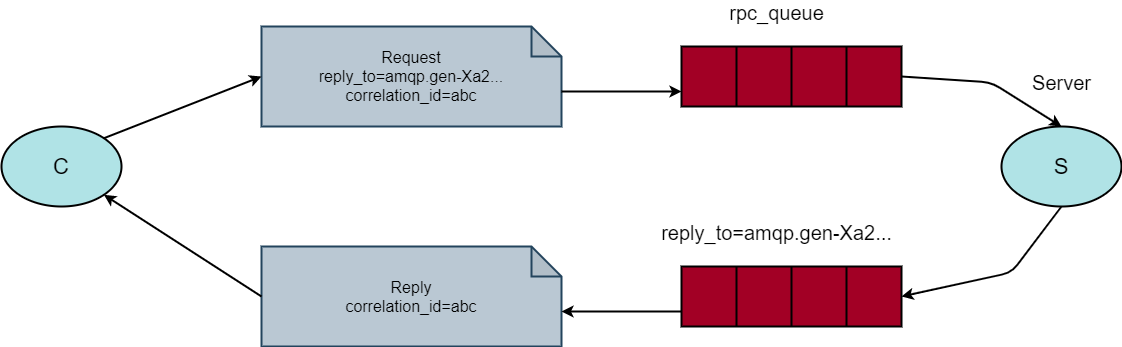 rpc_queue
Request
reply_to=amqp.gen-Xa2...
correlation_id=abc
Server
C
S
reply_to=amqp.gen-Xa2...
Reply
correlation_id=abc